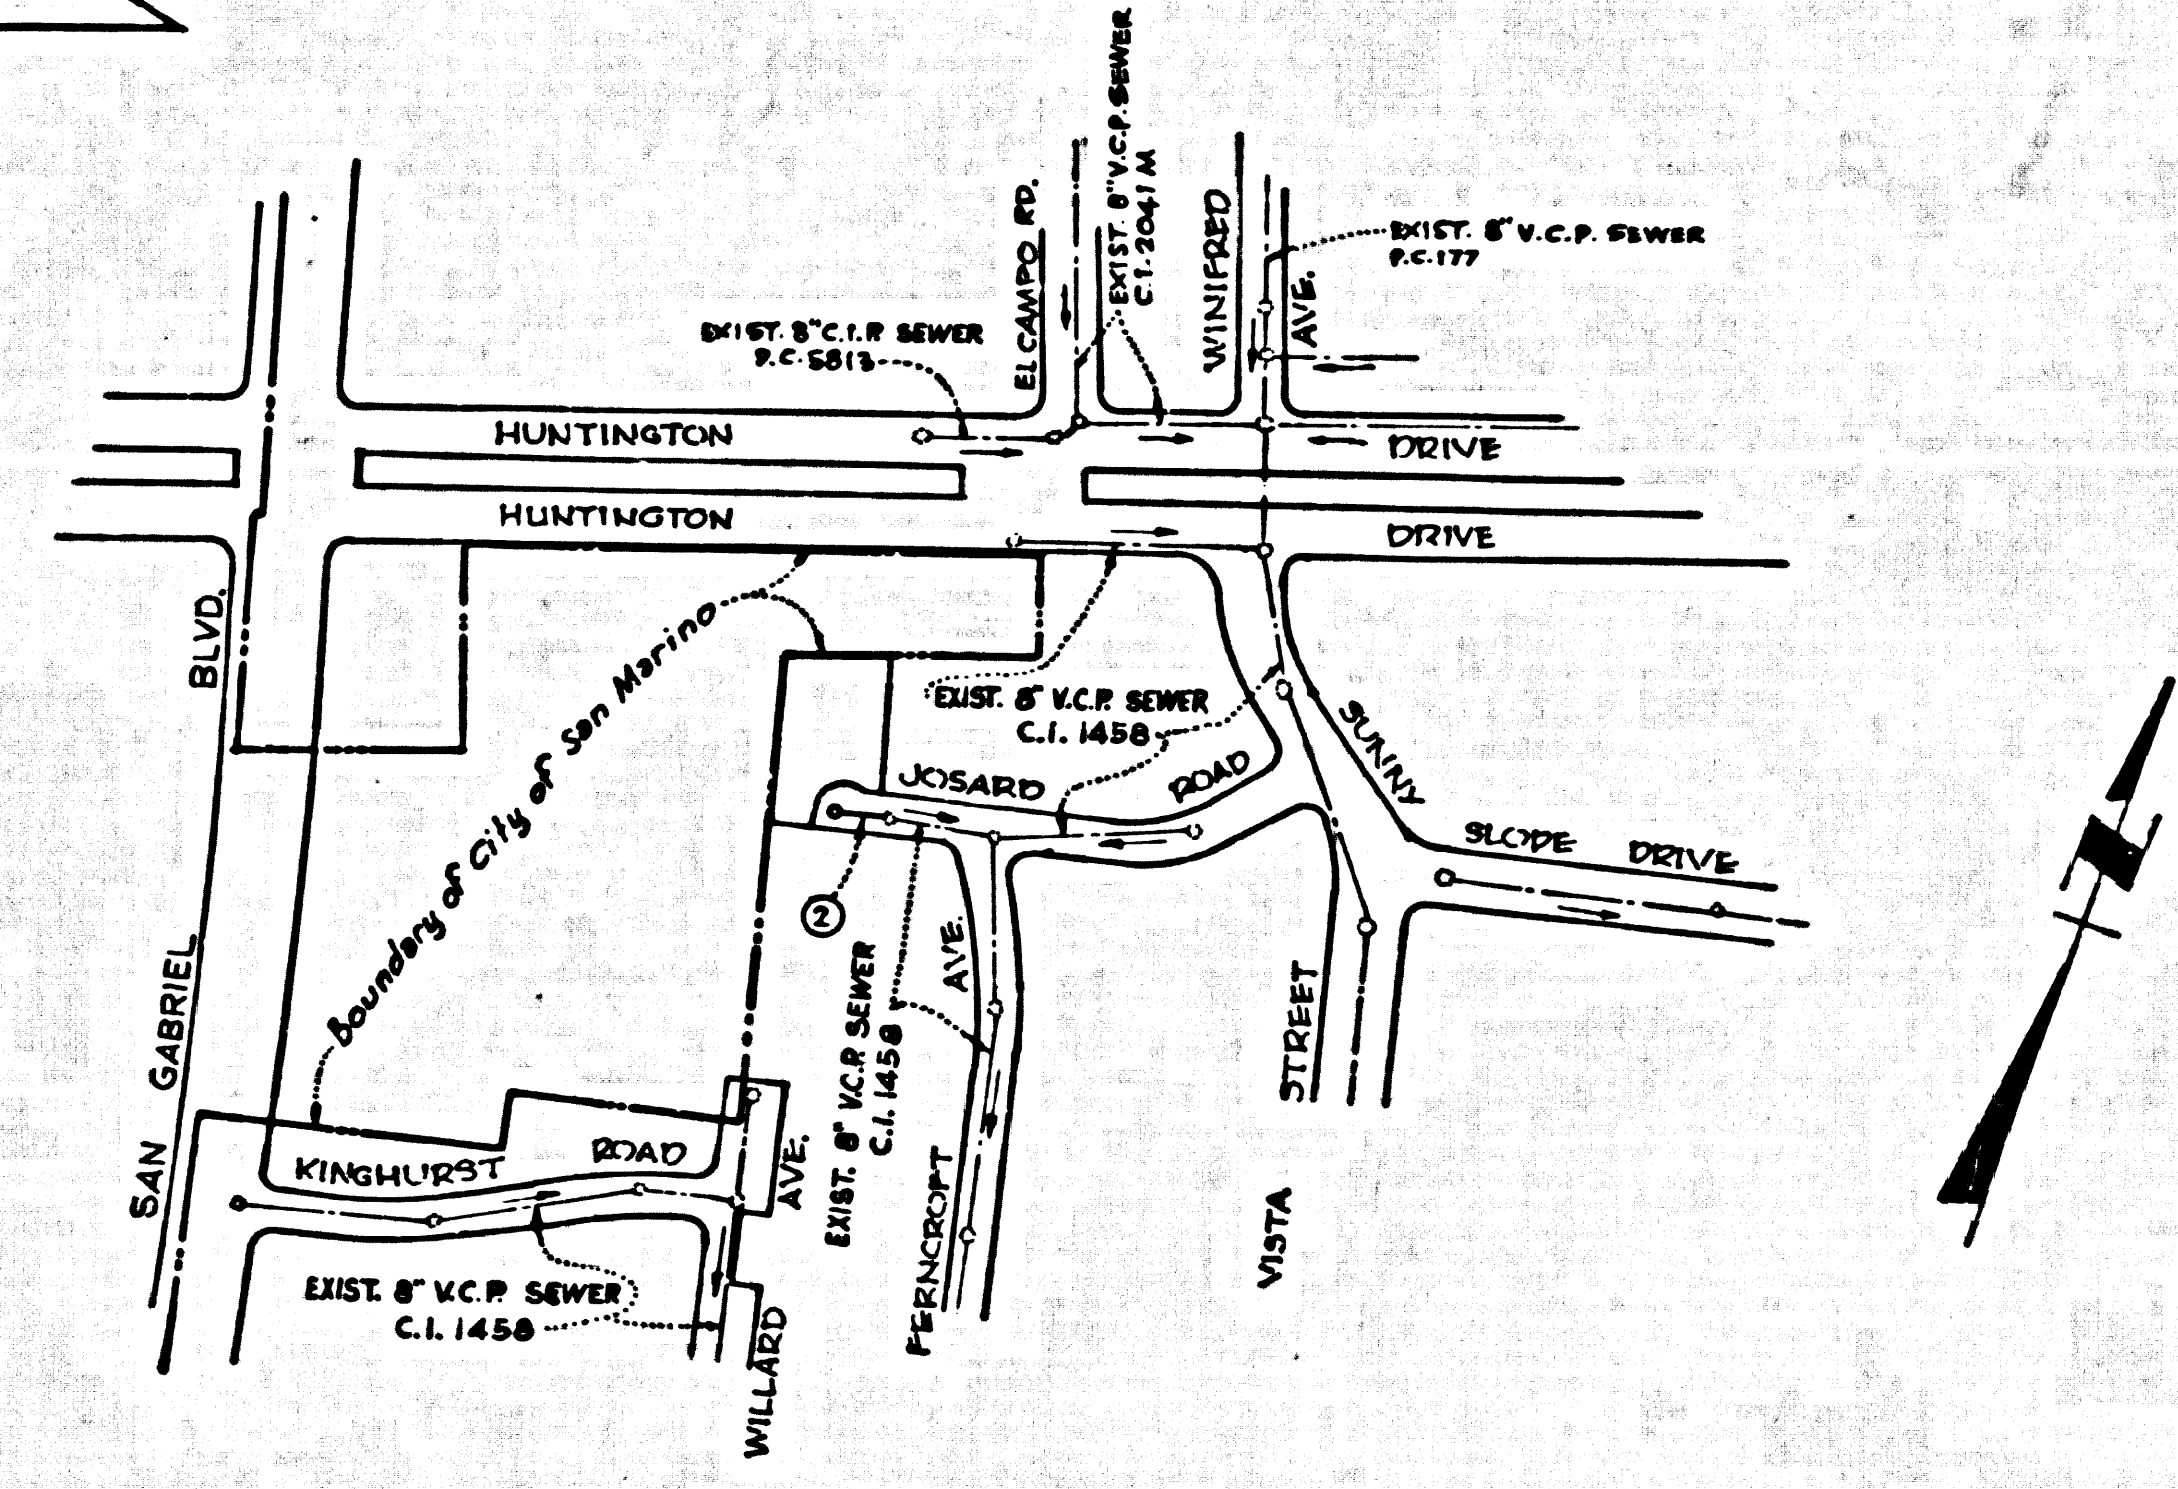 EXIST. 8" V.C.P. SEWER
C.I. 2041 M
EL CAMPO RD.
WINIFRED
AVE.
EXIST. 8" V.C.P. SEWER
P.C. 177
EXIST. 8" C.I.P. SEWER
P.C. 5813
HUNTINGTON
DRIVE
HUNTINGTON
DRIVE
BLVD.
GABRIEL
SAN
Boundary of City of San Marino
EXIST. 8" V.C.P. SEWER
C.I. 1458
JOSARD
ROAD
SUNNY
SLOPE
DRIVE
2
EXIST. 8" V.C.P. SEWER
C.I. 1458
AVE.
FERNCROFT
STREET
VISTA
KINGHURST
ROAD
AVE.
WILLARD
EXIST. 8" V.C.P. SEWER
C.I. 1458